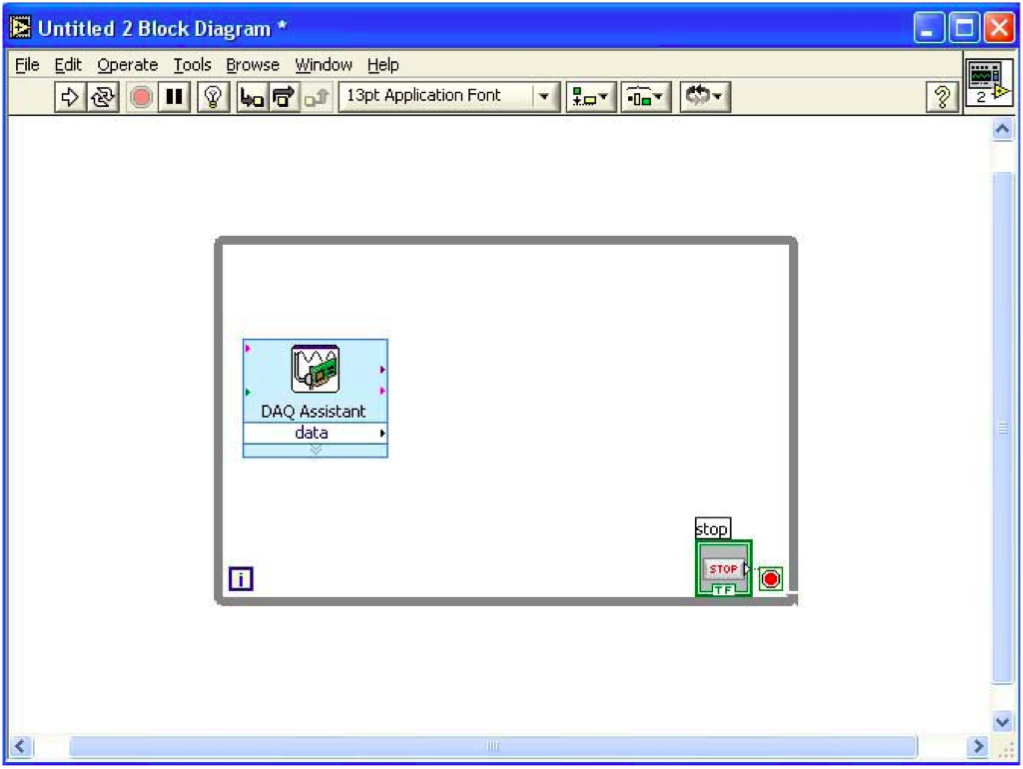 Untitled 2 Block Diagram *
File Edit Operate Tools Browse Window Help
13pt Application Font
?
2
DAQ Assistant
data
stop
STOP
TF
i